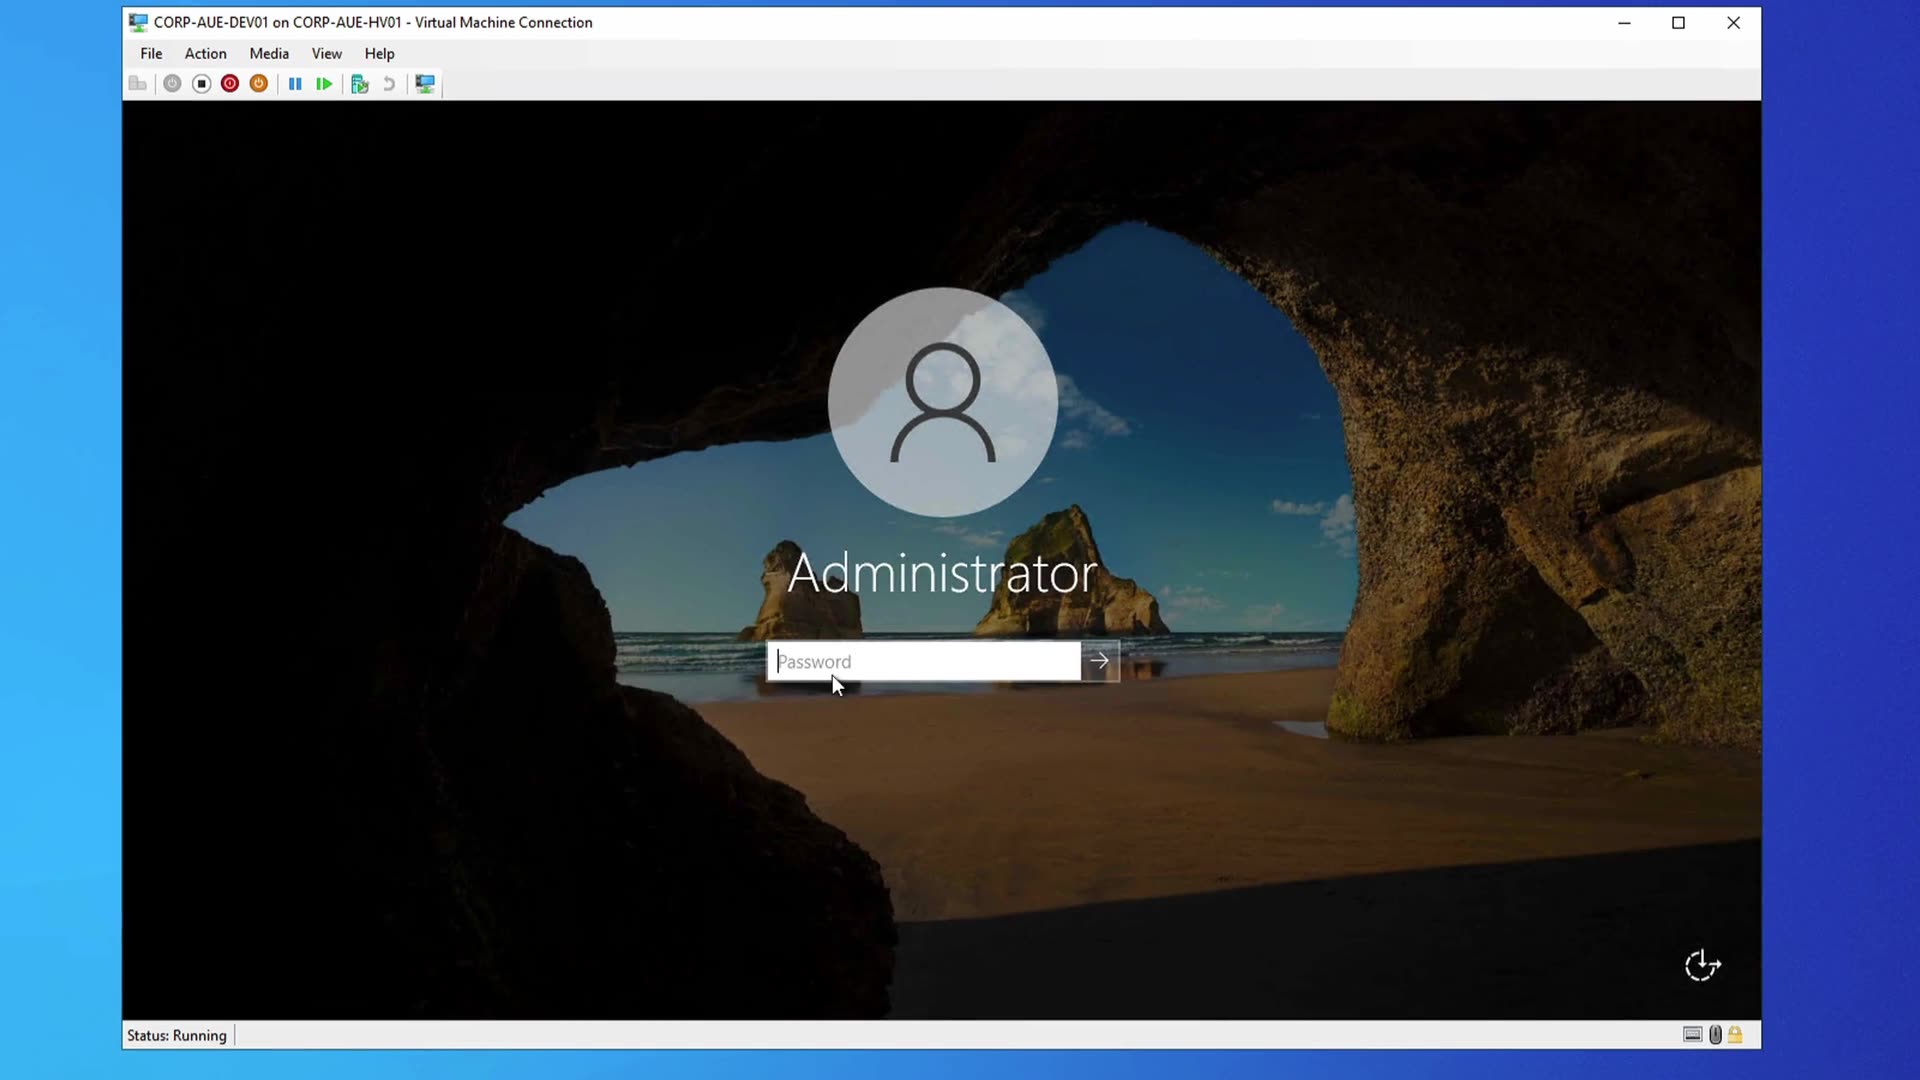 CORP-AUE-DEV01 on CORP-AUE-HV01 - Virtual Machine Connection
File Action Media View Help
Administrator
Password
Status: Running